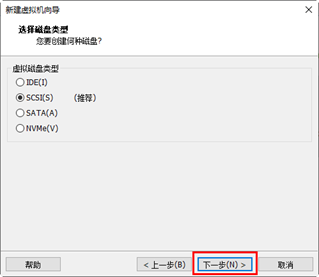 新建虚拟机向导
选择磁盘类型
您要创建何种磁盘?
虚拟磁盘类型
IDE(I)
SCSI(S) (推荐)
SATA(A)
NVMe(V)
帮助 < 上一步(B) 下一步(N) > 取消